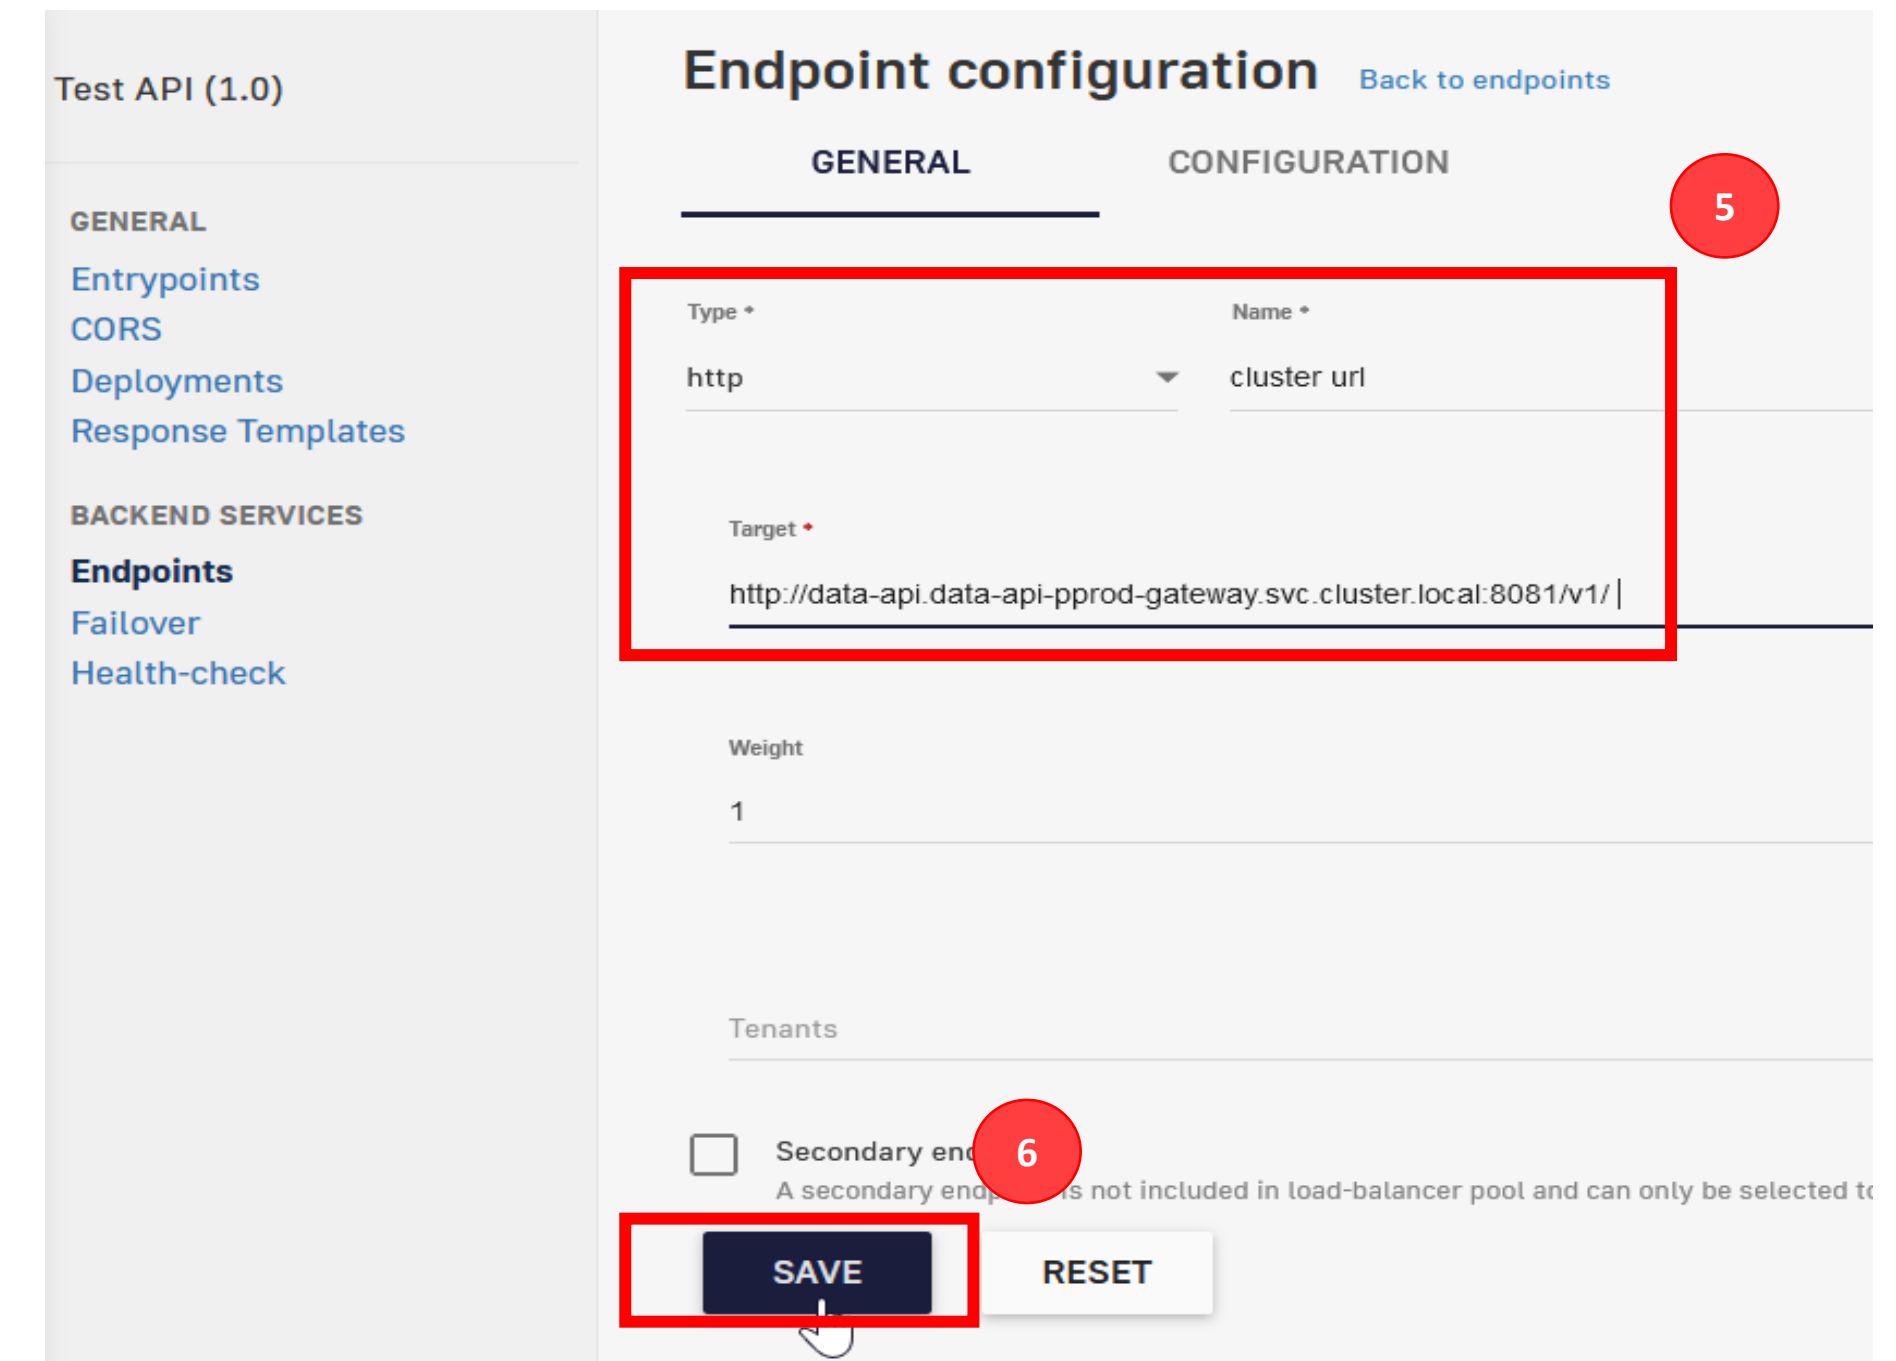 Test API (1.0)
GENERAL
Entrypoints
CORS
Deployments
Response Templates
BACKEND SERVICES
Endpoints
Failover
Health-check
Endpoint configuration Back to endpoints
GENERAL CONFIGURATION
5
Type * Name *
http cluster url
Target *
http://data-api.data-api-pprod-gateway.svc.cluster.local:8081/v1/
Weight
1
Tenants
Secondary 6
A secondary is not included in load-balancer pool and can only be selected
SAVE RESET